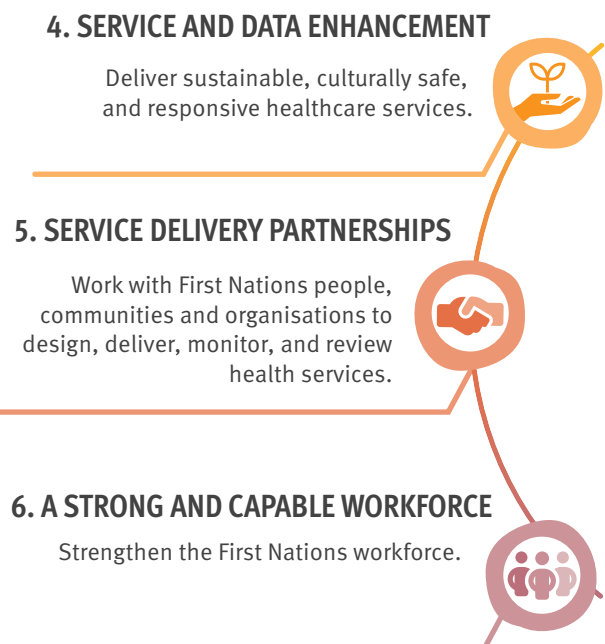 4. SERVICE AND DATA ENHANCEMENT
Deliver sustainable, culturally safe,
and responsive healthcare services.
5. SERVICE DELIVERY PARTNERSHIPS
Work with First Nations people,
communities and organisations to
design, deliver, monitor, and review
health services.
6. A STRONG AND CAPABLE WORKFORCE
Strengthen the First Nations workforce.